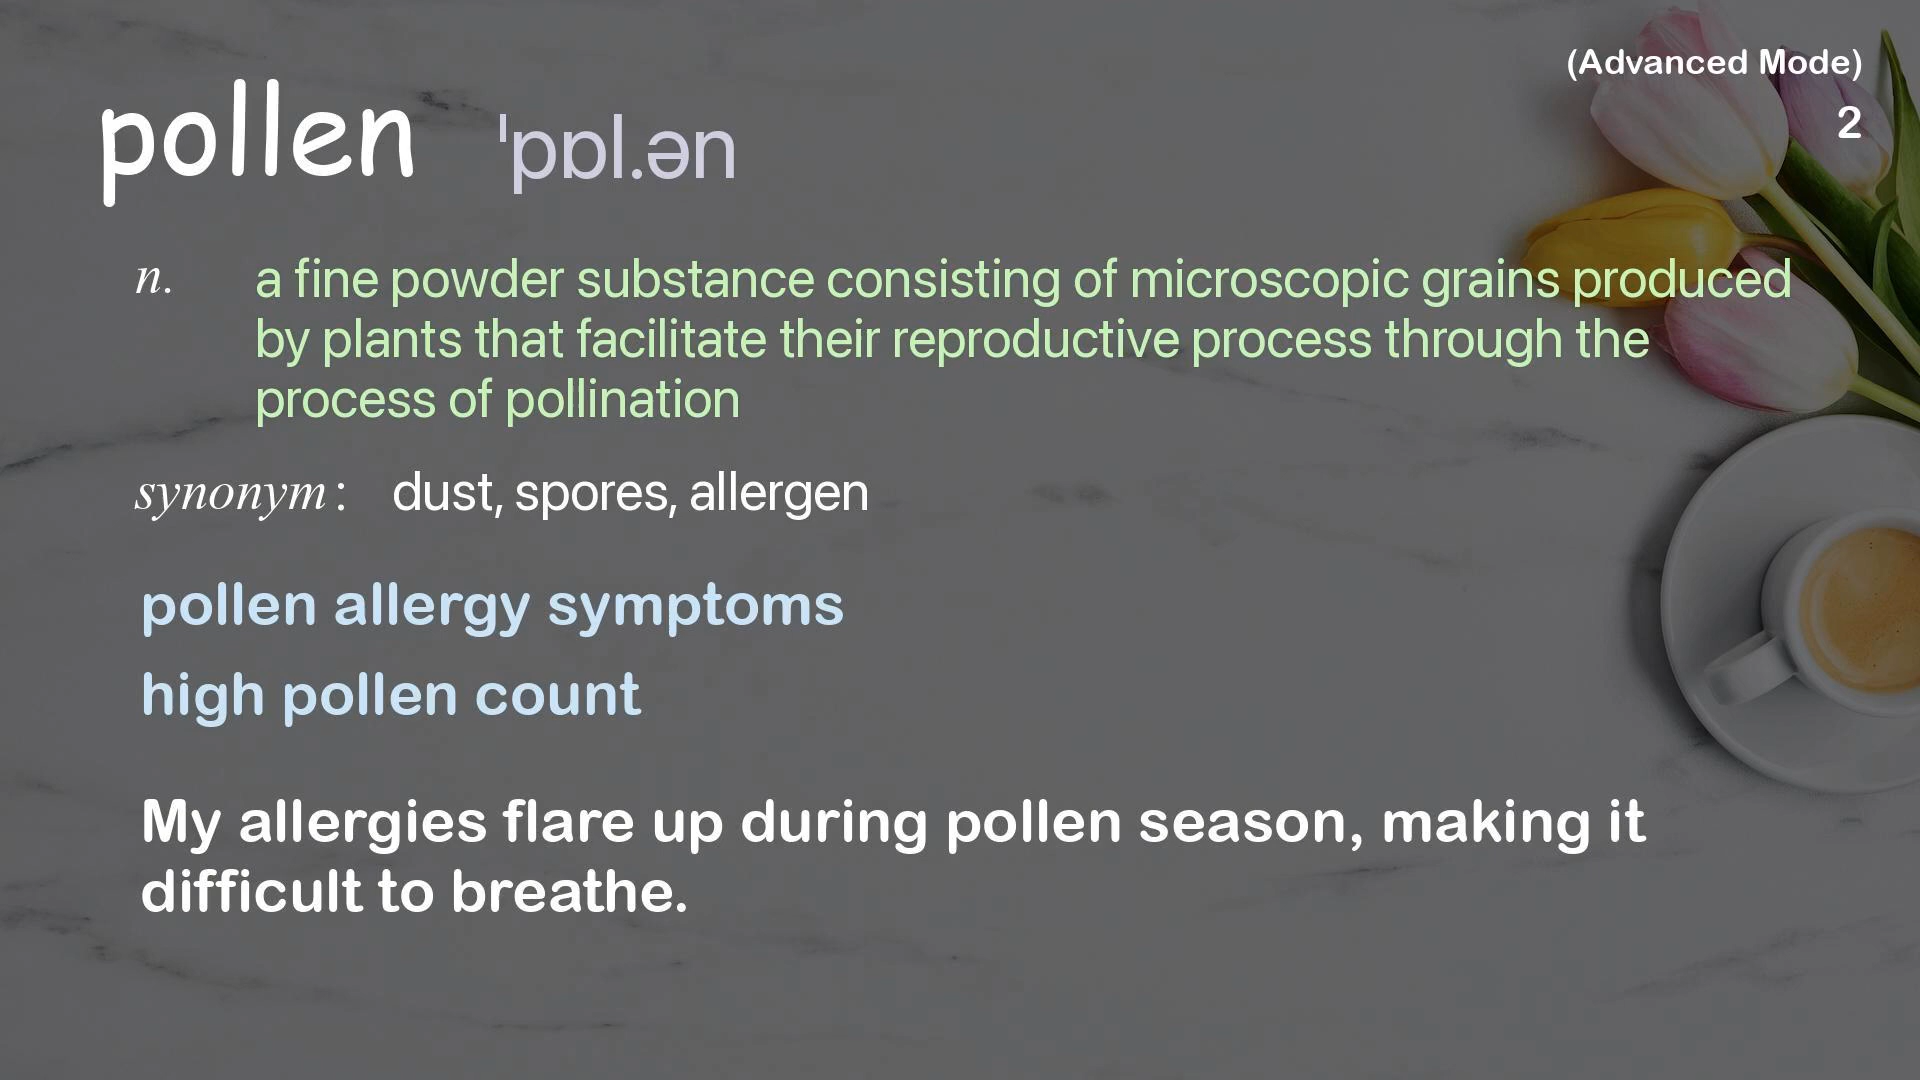 (Advanced Mode)
2
pollen ˈpɒl.ən
n. a fine powder substance consisting of microscopic grains produced
by plants that facilitate their reproductive process through the
process of pollination
synonym: dust, spores, allergen
pollen allergy symptoms
high pollen count
My allergies flare up during pollen season, making it
difficult to breathe.